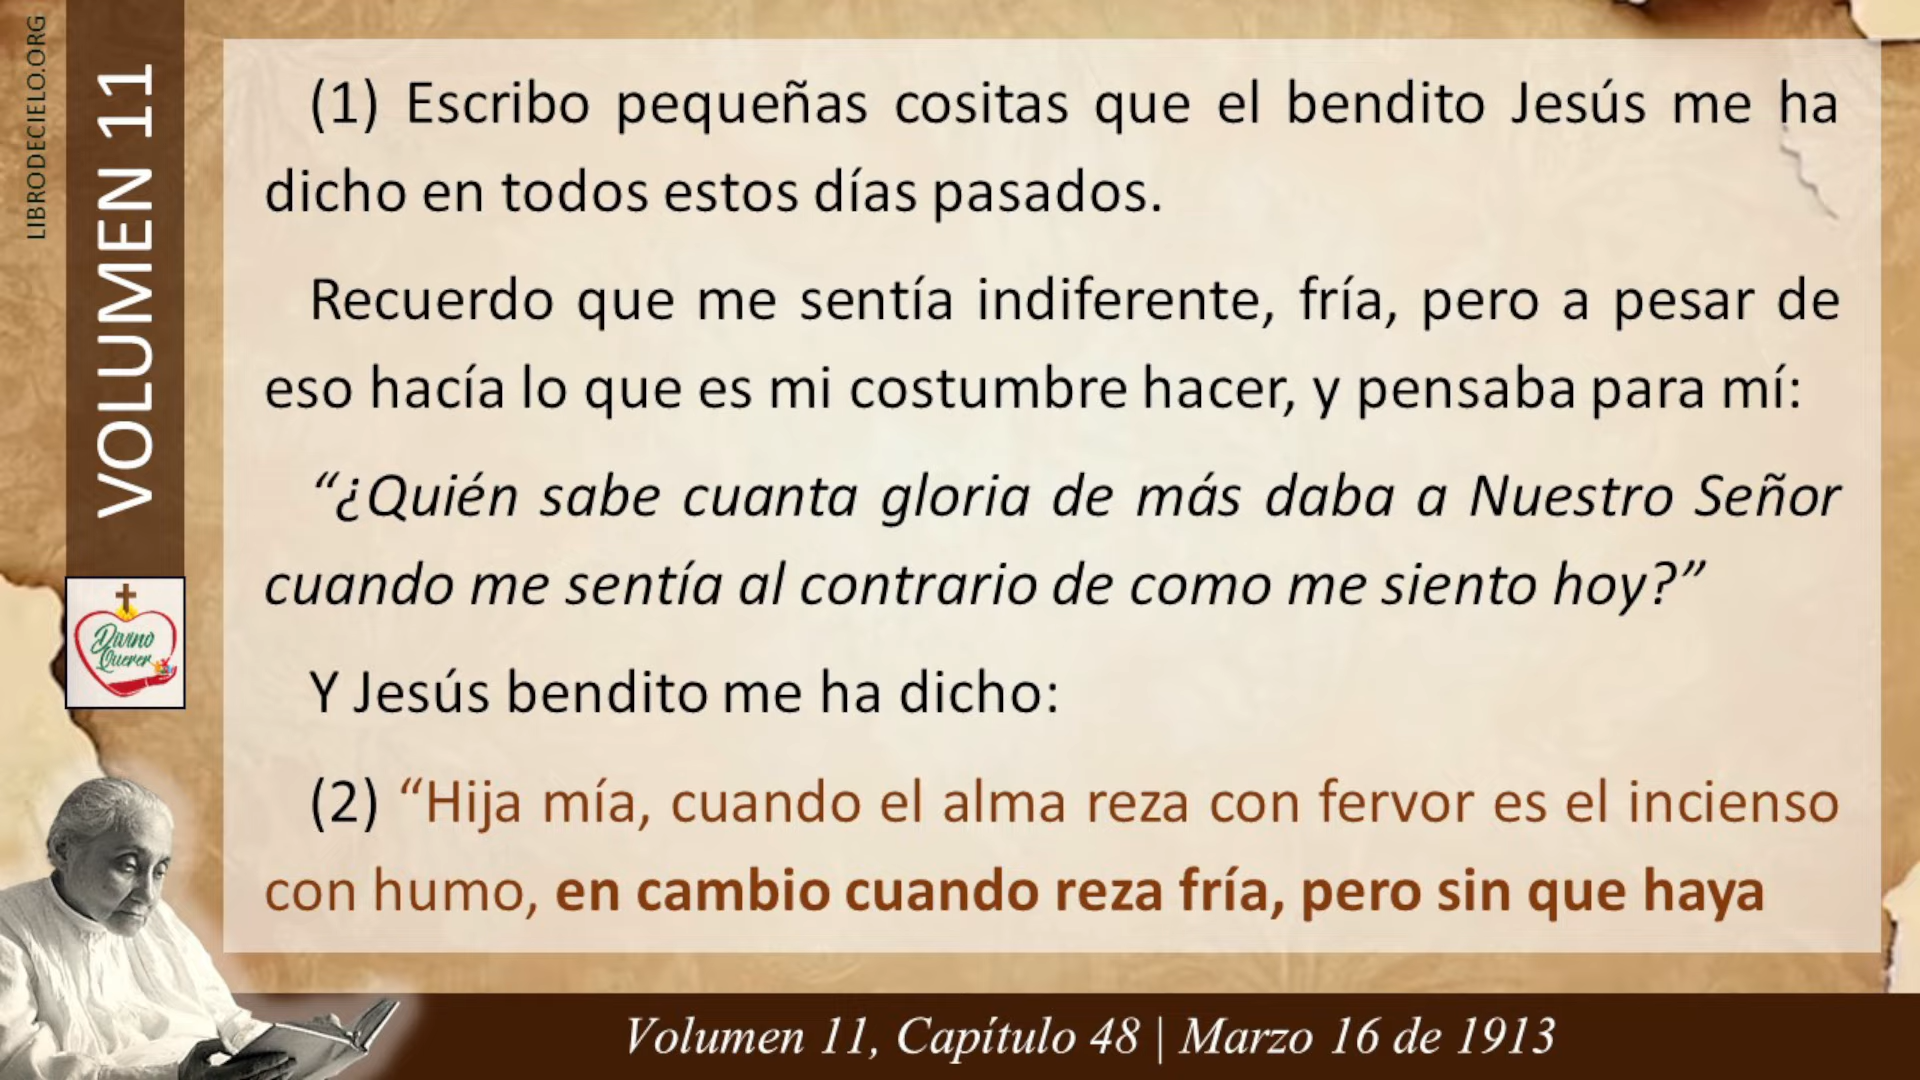 LIBRODECIELO.ORG
VOLUMEN 11
Divino
Querer
(1) Escribo pequeñas cositas que el bendito Jesús me ha
dicho en todos estos días pasados.
Recuerdo que me sentía indiferente, fría, pero a pesar de
eso hacía lo que es mi costumbre hacer, y pensaba para mí:
“¿Quién sabe cuanta gloria de más daba a Nuestro Señor
cuando me sentía al contrario de como me siento hoy?”
Y Jesús bendito me ha dicho:
(2) “Hija mía, cuando el alma reza con fervor es el incienso
con humo, en cambio cuando reza fría, pero sin que haya
Volumen 11, Capítulo 48 | Marzo 16 de 1913